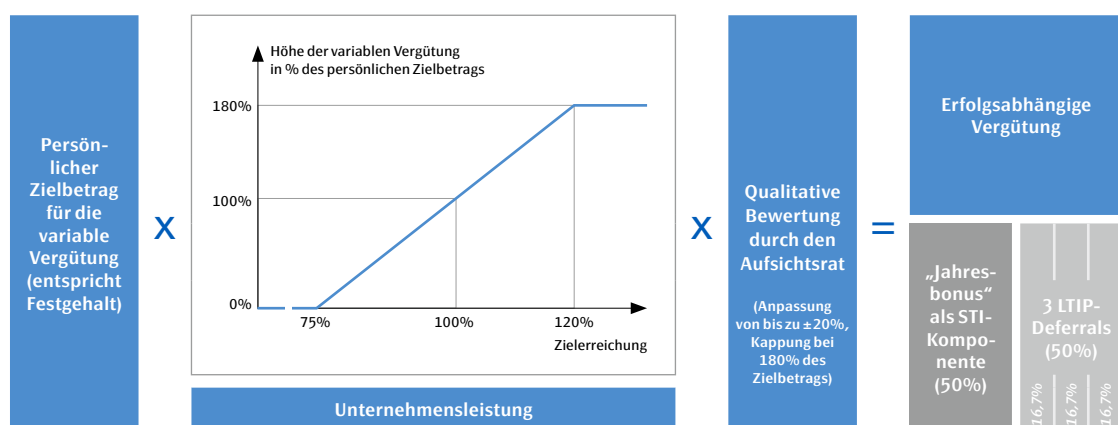 Persön-
licher
Zielbetrag
für die
variable
Vergütung
(entspricht
Festgehalt)
x
Höhe der variablen Vergütung
in % des persönlichen Zielbetrags
180%
100%
0%
75%
100%
120%
Zielerreichung
Unternehmensleistung
x
Qualitative
Bewertung
durch den
Aufsichtsrat
(Anpassung
von bis zu ±20%,
Kappung bei
180% des
Zielbetrags)
=
Erfolgsabhängige
Vergütung
„Jahres-
bonus“
als STI-
Kompo-
nente
(50%)
3 LTIP-
Deferrals
(50%)
16,7%
16,7%
16,7%